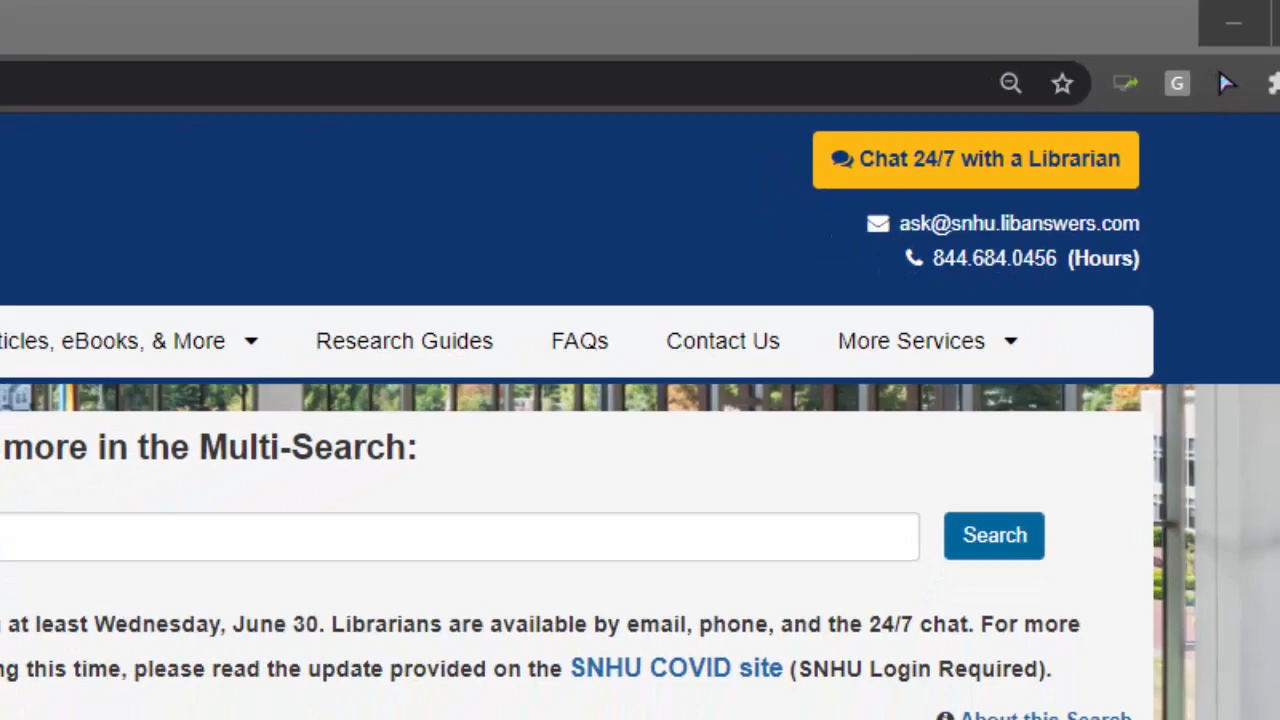 G
Chat 24/7 with a Librarian
ask@snhu.libanswers.com
844.684.0456 (Hours)
ticles, eBooks, & More
Research Guides
FAQs
Contact Us
More Services
more in the Multi-Search:
Search
at least Wednesday, June 30. Librarians are available by email, phone, and the 24/7 chat. For more
ng this time, please read the update provided on the SNHU COVID site (SNHU Login Required).
About this Search